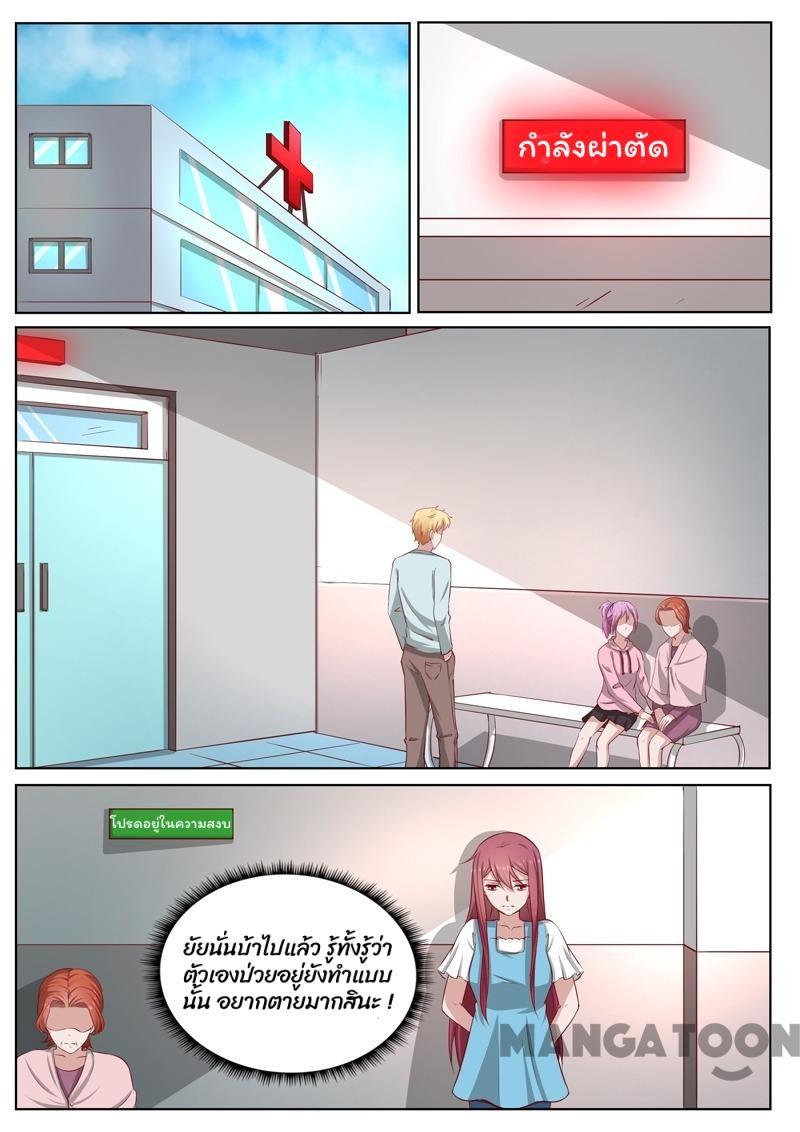 กำลังผ่าตัด
โปรดอยู่ในความสงบ
ยัยนั่นบ้าไปแล้ว รู้ทั้งรู้ว่า
ตัวเองป่วยอยู่ยังทำแบบ
นั้น อยากตายมากสินะ !
MANGATOON